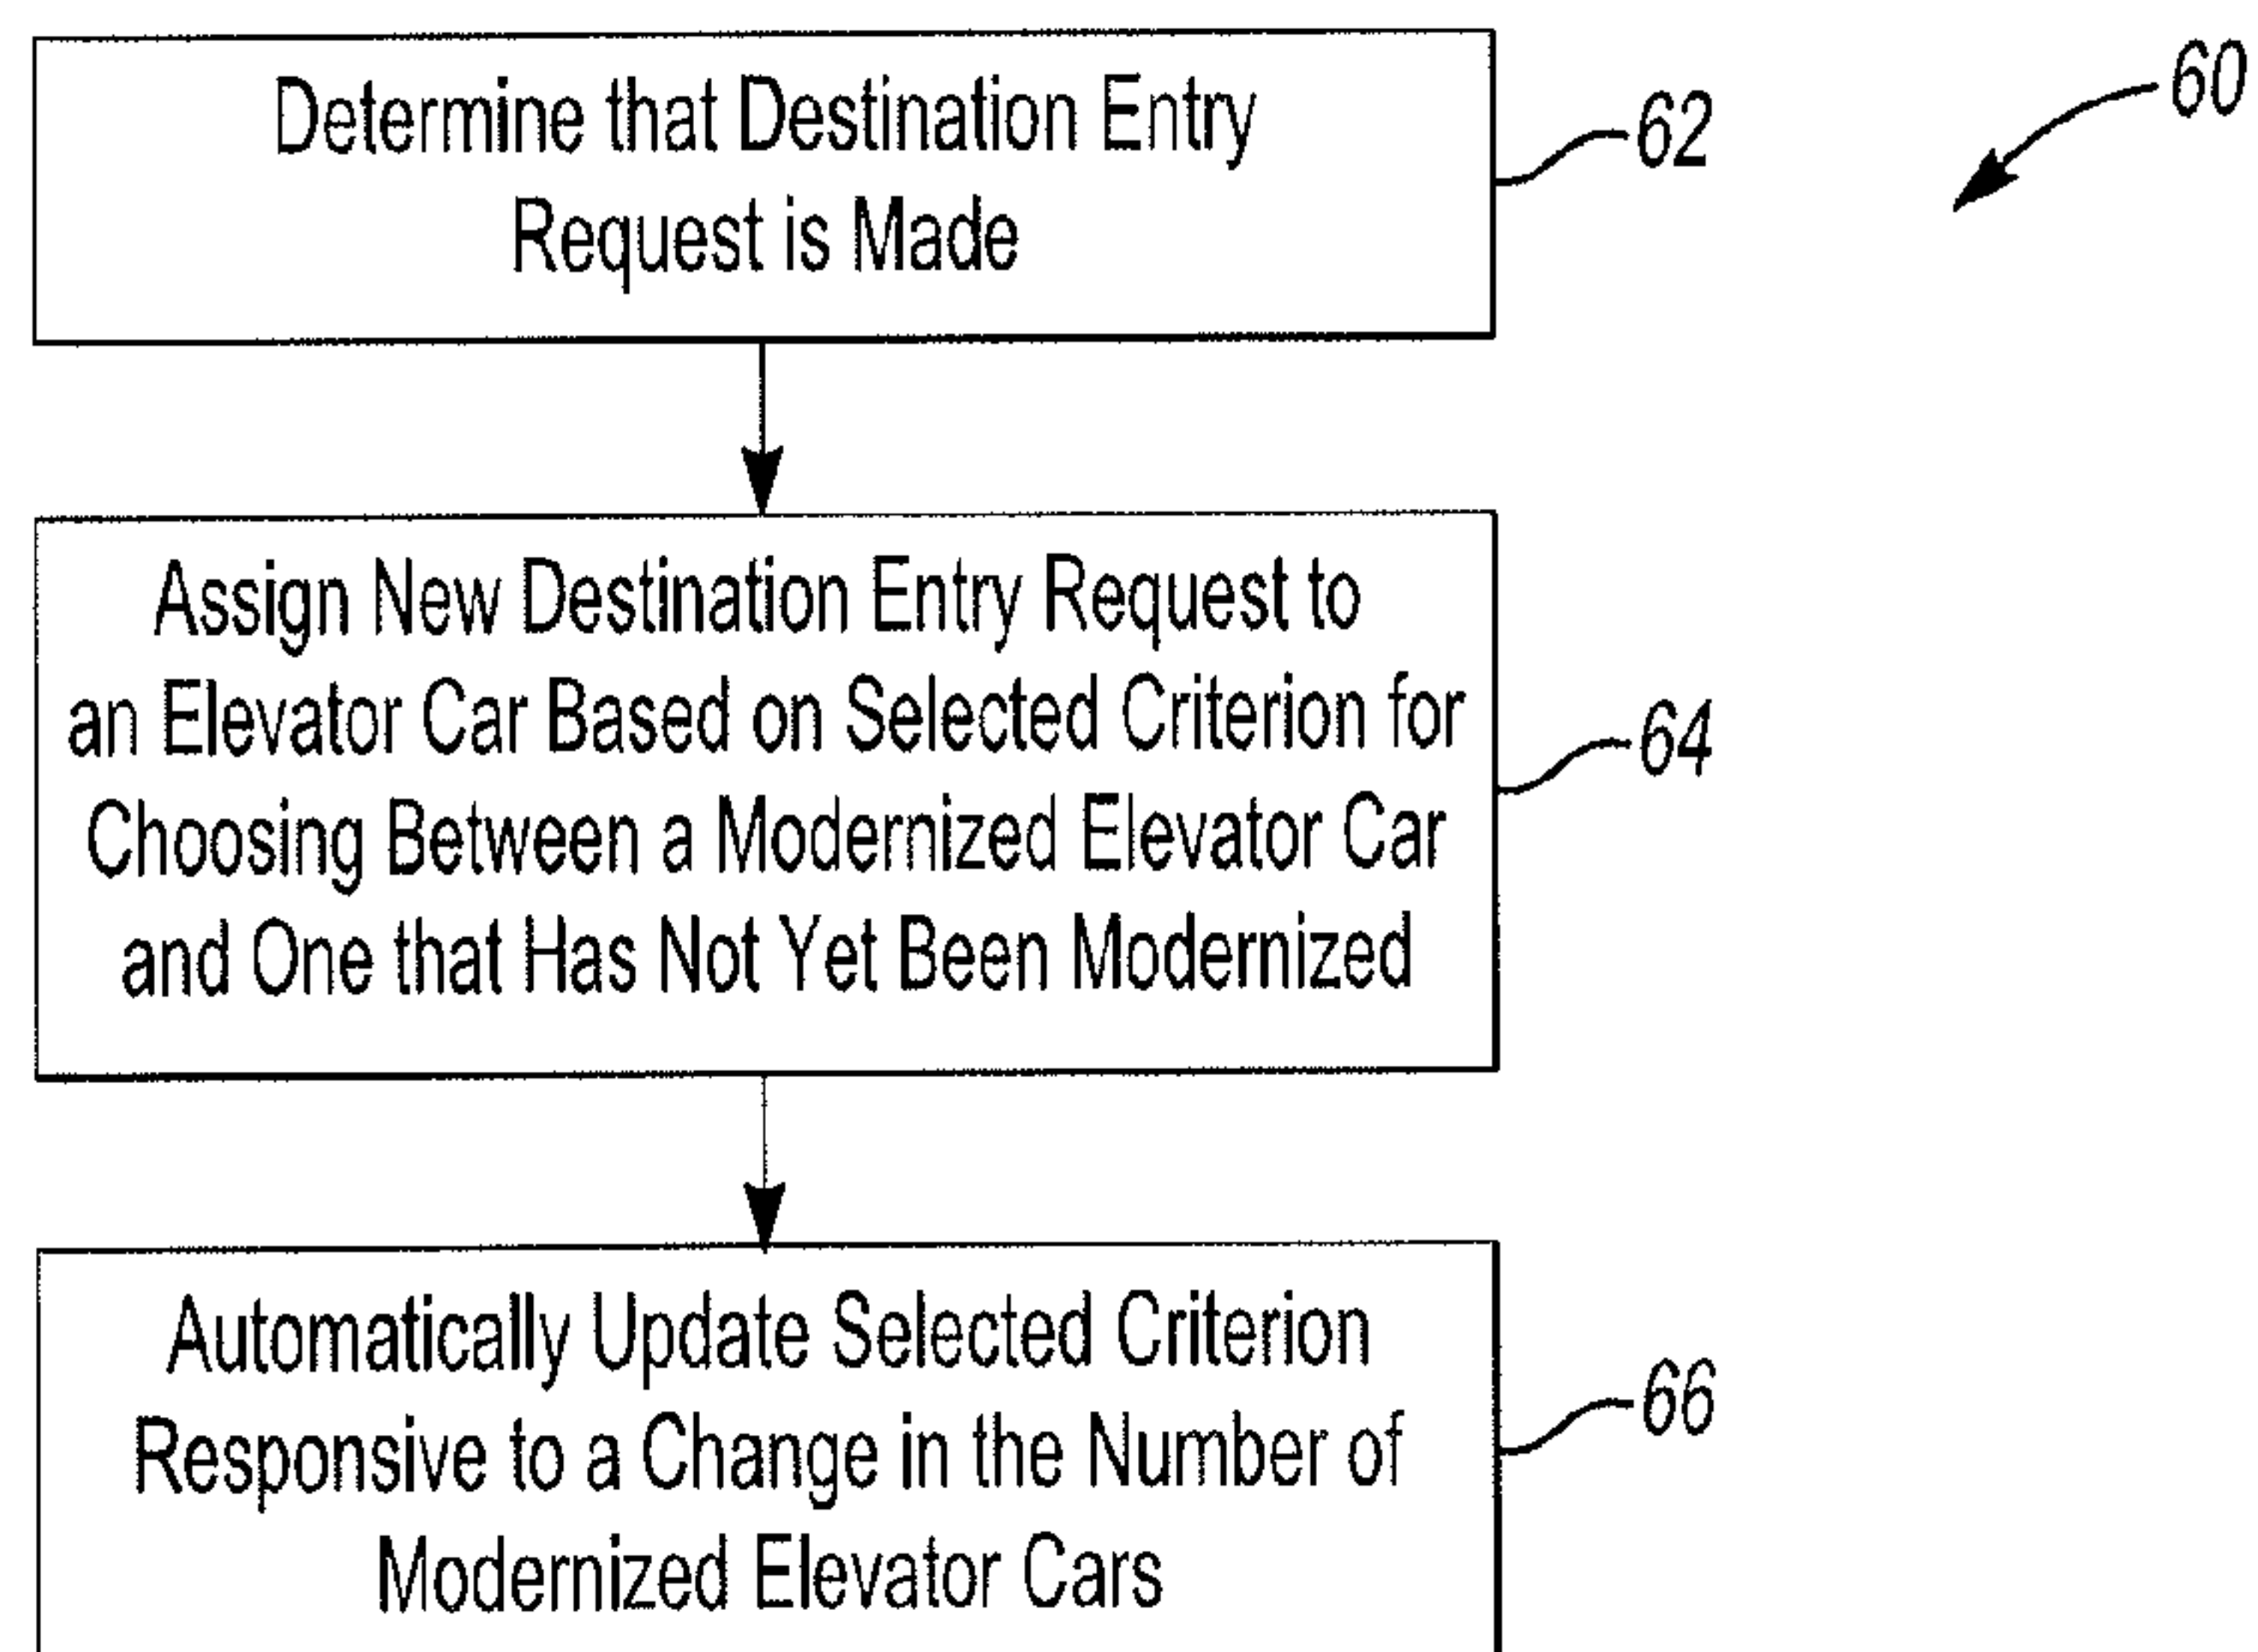 Determine that Destination Entry
Request is Made
62
60
Assign New Destination Entry Request to
an Elevator Car Based on Selected Criterion for
Choosing Between a Modernized Elevator Car
and One that Has Not Yet Been Modernized
64
Automatically Update Selected Criterion
Responsive to a Change in the Number of
Modernized Elevator Cars
66